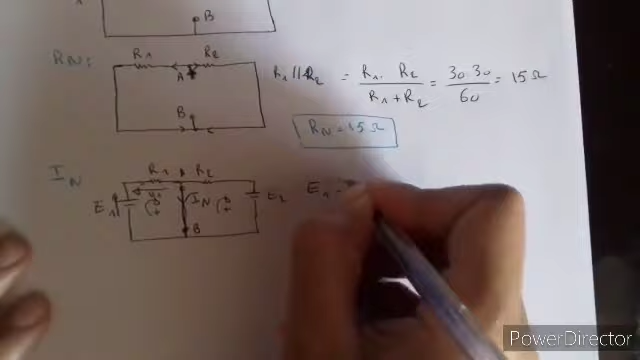 B
RN:
R1 R2
A
B
R1 // R2 = R1 . R2 / R1 + R2 = 30.30 / 60 = 15 Ω
RN = 15 Ω
IN
R1 R2
E1 IN E2
B
E1 -
PowerDirector